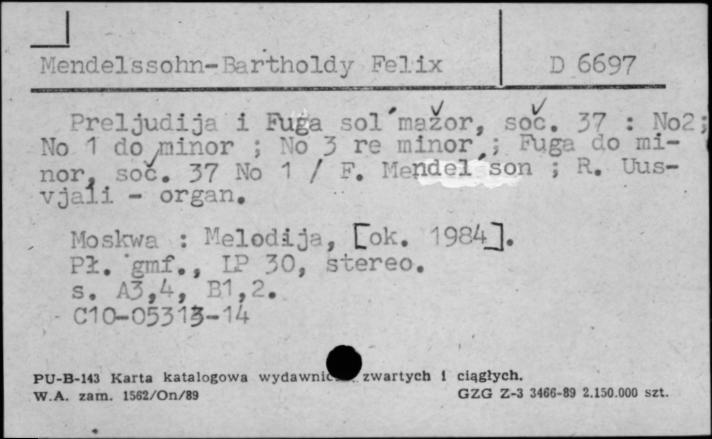 Mendelssohn-Bartholdy Felix
D 6697
Preljudija i Fuga sol'mažor, soč. 37 : No2;
No 1 do minor ; No 3 re minor ; Fuga do mi-
nor, soč. 37 No 1 / F. Mendel'son ; R. Uus-
vjali - organ.
Moskwa : Melodija, [ok. 1984].
Pł. gmf., LP 30, stereo.
s. A3,4, B1,2.
C10-05313-14
PU-B-143 Karta katalogowa zwartych i ciągłych.
W.A. zam. 1562/On/89
GZG Z-3 3466-89 2.150.000 szt.